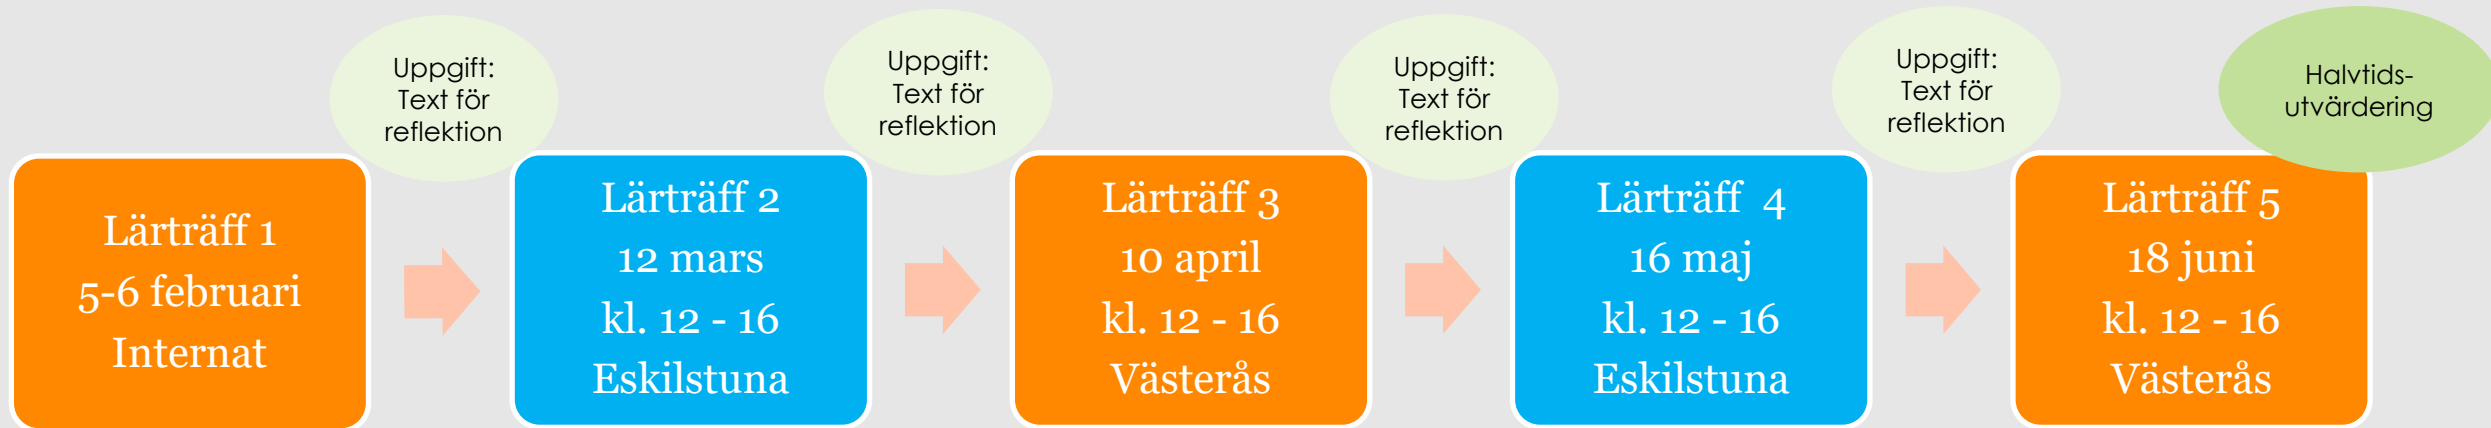 Uppgift:
Text för
reflektion
Uppgift:
Text för
reflektion
Uppgift:
Text för
reflektion
Uppgift:
Text för
reflektion
Halvtids-
utvärdering
Lärträff 1
5-6 februari
Internat
Lärträff 2
12 mars
kl. 12 - 16
Eskilstuna
Lärträff 3
10 april
kl. 12 - 16
Västerås
Lärträff 4
16 maj
kl. 12 - 16
Eskilstuna
Lärträff 5
18 juni
kl. 12 - 16
Västerås